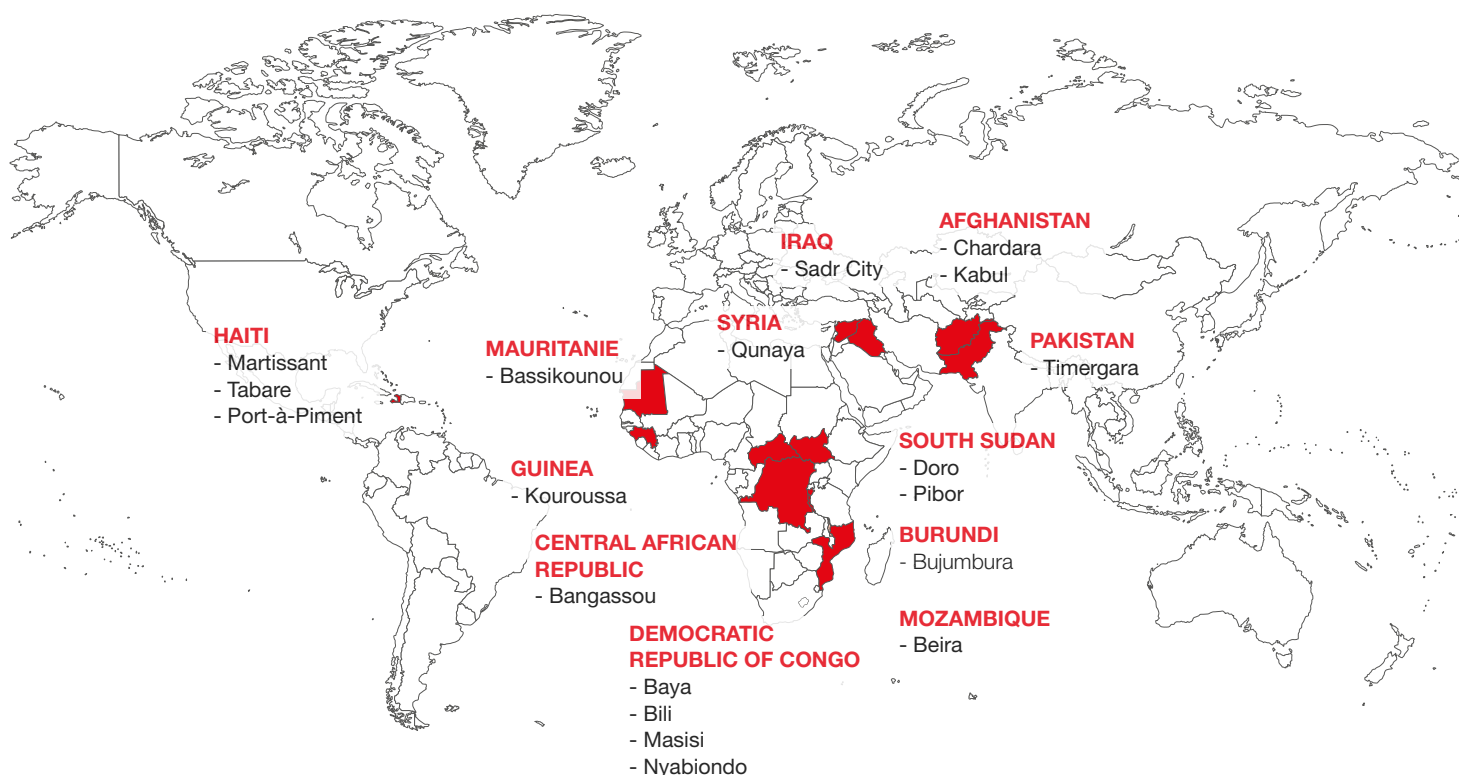 AFGHANISTAN
- Chardara
- Kabul
IRAQ
- Sadr City
SYRIA
- Qunaya
HAITI
- Martissant
- Tabare
- Port-à-Piment
MAURITANIE
- Bassikounou
PAKISTAN
- Timergara
SOUTH SUDAN
- Doro
- Pibor
GUINEA
- Kouroussa
BURUNDI
- Bujumbura
CENTRAL AFRICAN
REPUBLIC
- Bangassou
MOZAMBIQUE
- Beira
DEMOCRATIC
REPUBLIC OF CONGO
- Baya
- Bili
- Masisi
- Nyabiondo